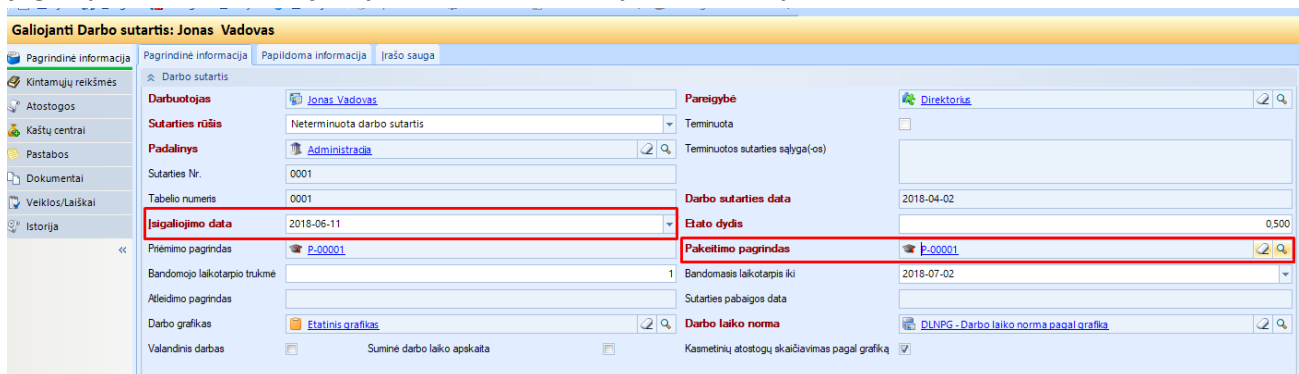 Galiojanti Darbo sutartis: Jonas Vadovas
Pagrindinė informacija
Kintamųjų reikšmės
Atostogos
Kaštų centrai
Pastabos
Dokumentai
Veiklos/Laiškai
Istorija
«
Pagrindinė informacija Papildoma informacija Įrašo sauga
Darbo sutartis
Darbuotojas Jonas Vadovas Pareigybė Direktorius
Sutarties rūšis Neterminuota darbo sutartis Terminuota
Padalinys Administracija Terminuotos sutarties sąlyga(-os)
Sutarties Nr. 0001
Tabelio numeris 0001 Darbo sutarties data 2018-04-02
Įsigaliojimo data 2018-06-11 Etato dydis 0,500
Priėmimo pagrindas P-00001 Pakeitimo pagrindas P-00001
Bandomojo laikotarpio trukmė 1 Bandomasis laikotarpis iki 2018-07-02
Atleidimo pagrindas Sutarties pabaigos data
Darbo grafikas Etatinis grafikas Darbo laiko norma DLNPG - Darbo laiko norma pagal grafiką
Valandinis darbas Suminė darbo laiko apskaita Kasmetinių atostogų skaičiavimas pagal grafiką